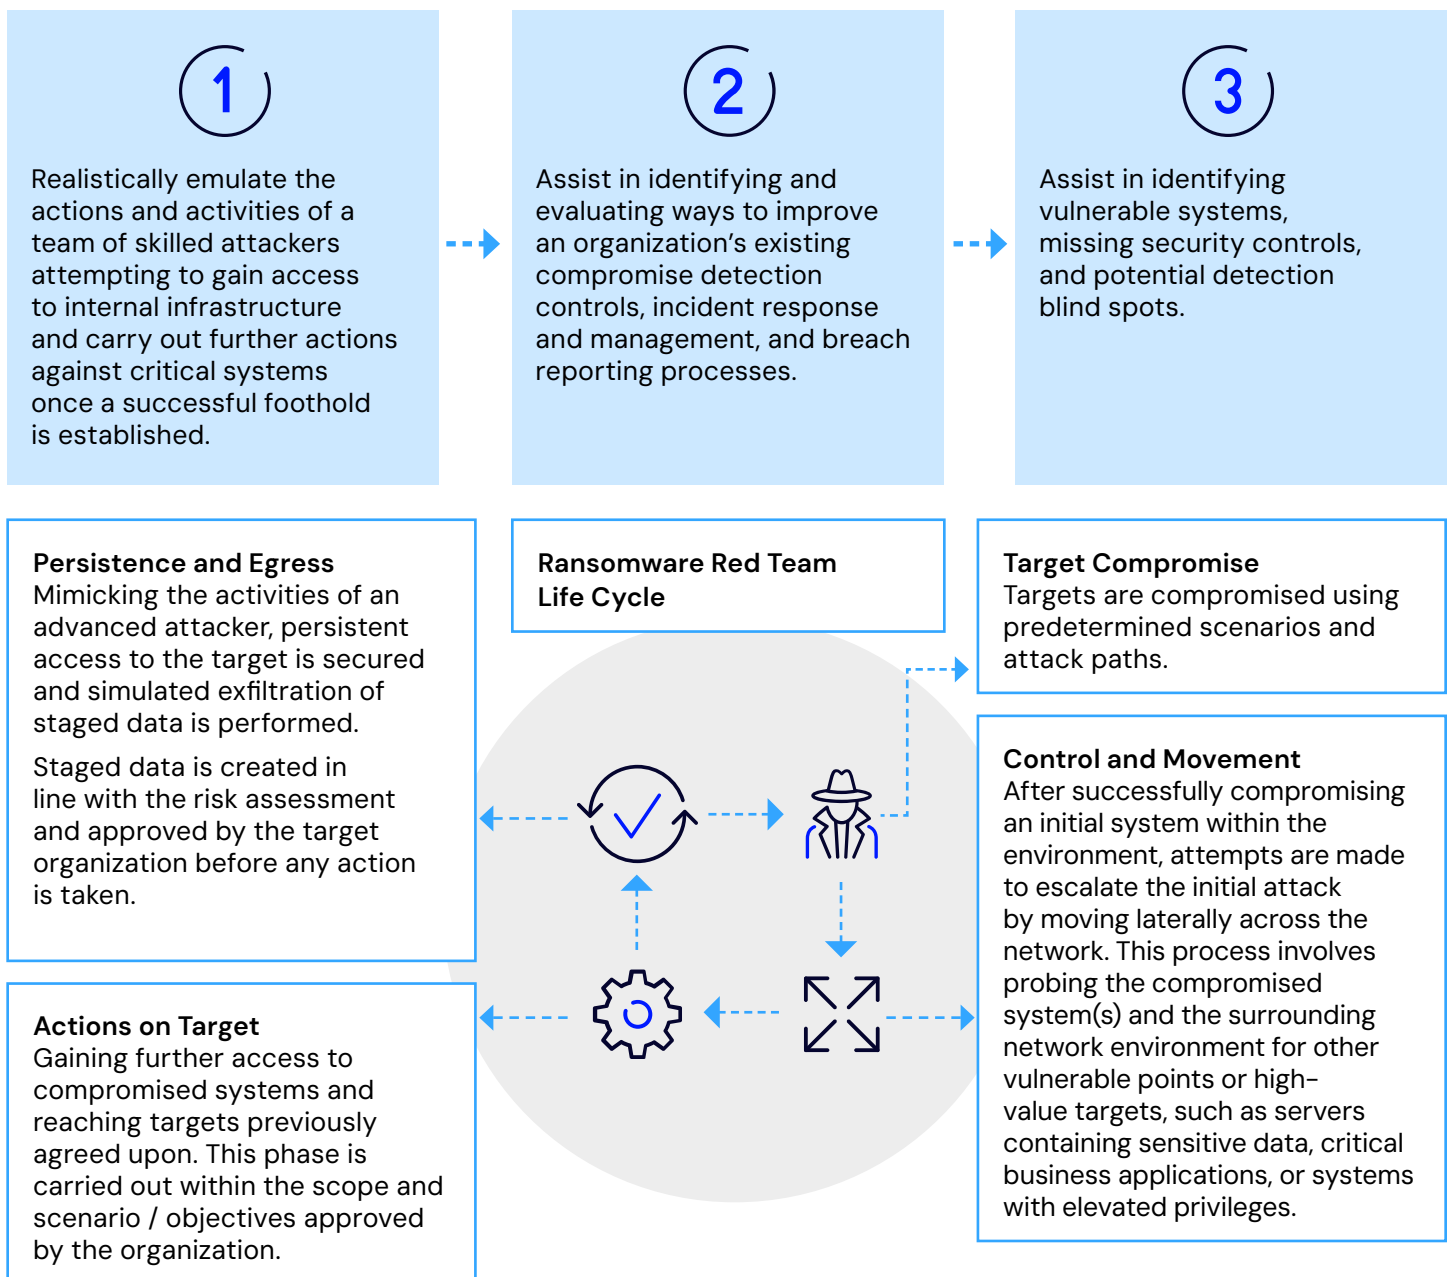 1
Realistically emulate the
actions and activities of a
team of skilled attackers
attempting to gain access
to internal infrastructure
and carry out further actions
against critical systems
once a successful foothold
is established.
2
Assist in identifying and
evaluating ways to improve
an organization’s existing
compromise detection
controls, incident response
and management, and breach
reporting processes.
3
Assist in identifying
vulnerable systems,
missing security controls,
and potential detection
blind spots.
Persistence and Egress
Mimicking the activities of an
advanced attacker, persistent
access to the target is secured
and simulated exfiltration of
staged data is performed.
Staged data is created in
line with the risk assessment
and approved by the target
organization before any action
is taken.
Ransomware Red Team
Life Cycle
Target Compromise
Targets are compromised using
predetermined scenarios and
attack paths.
Control and Movement
After successfully compromising
an initial system within the
environment, attempts are made
to escalate the initial attack
by moving laterally across the
network. This process involves
probing the compromised
system(s) and the surrounding
network environment for other
vulnerable points or high-
value targets, such as servers
containing sensitive data, critical
business applications, or systems
with elevated privileges.
Actions on Target
Gaining further access to
compromised systems and
reaching targets previously
agreed upon. This phase is
carried out within the scope and
scenario / objectives approved
by the organization.